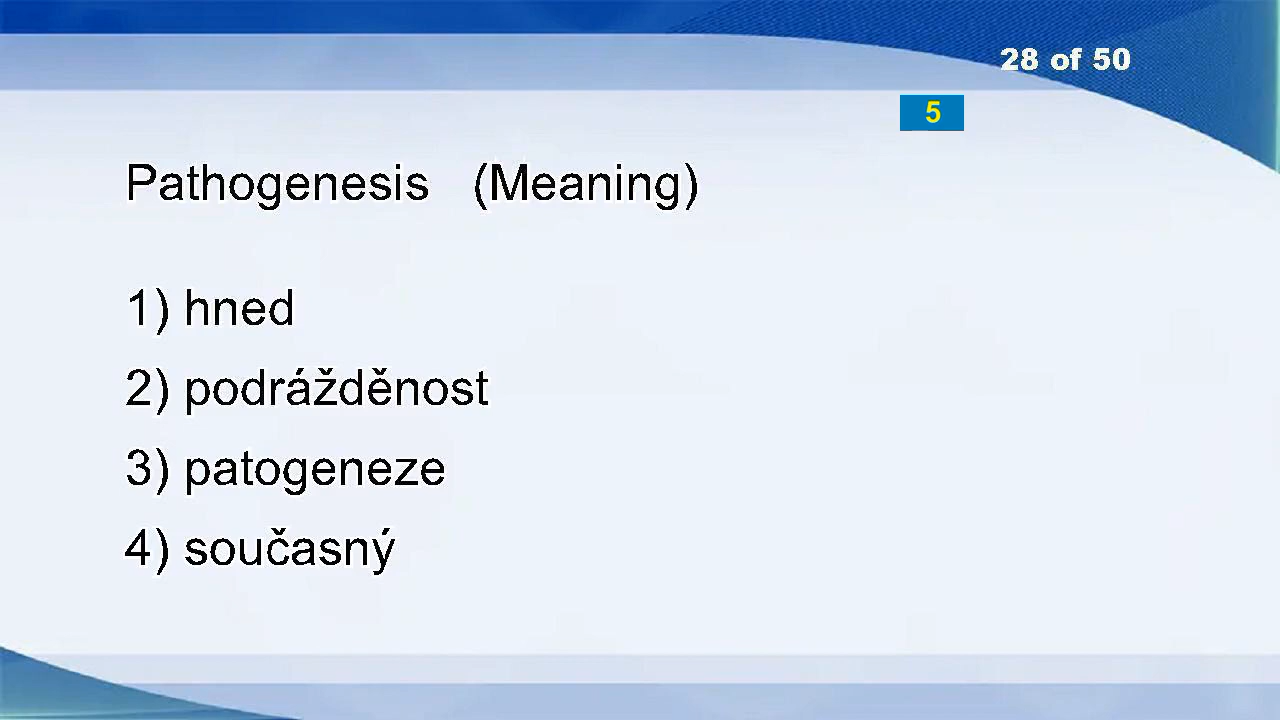 28 of 50
5
Pathogenesis (Meaning)
1) hned
2) podrážděnost
3) patogeneze
4) současný